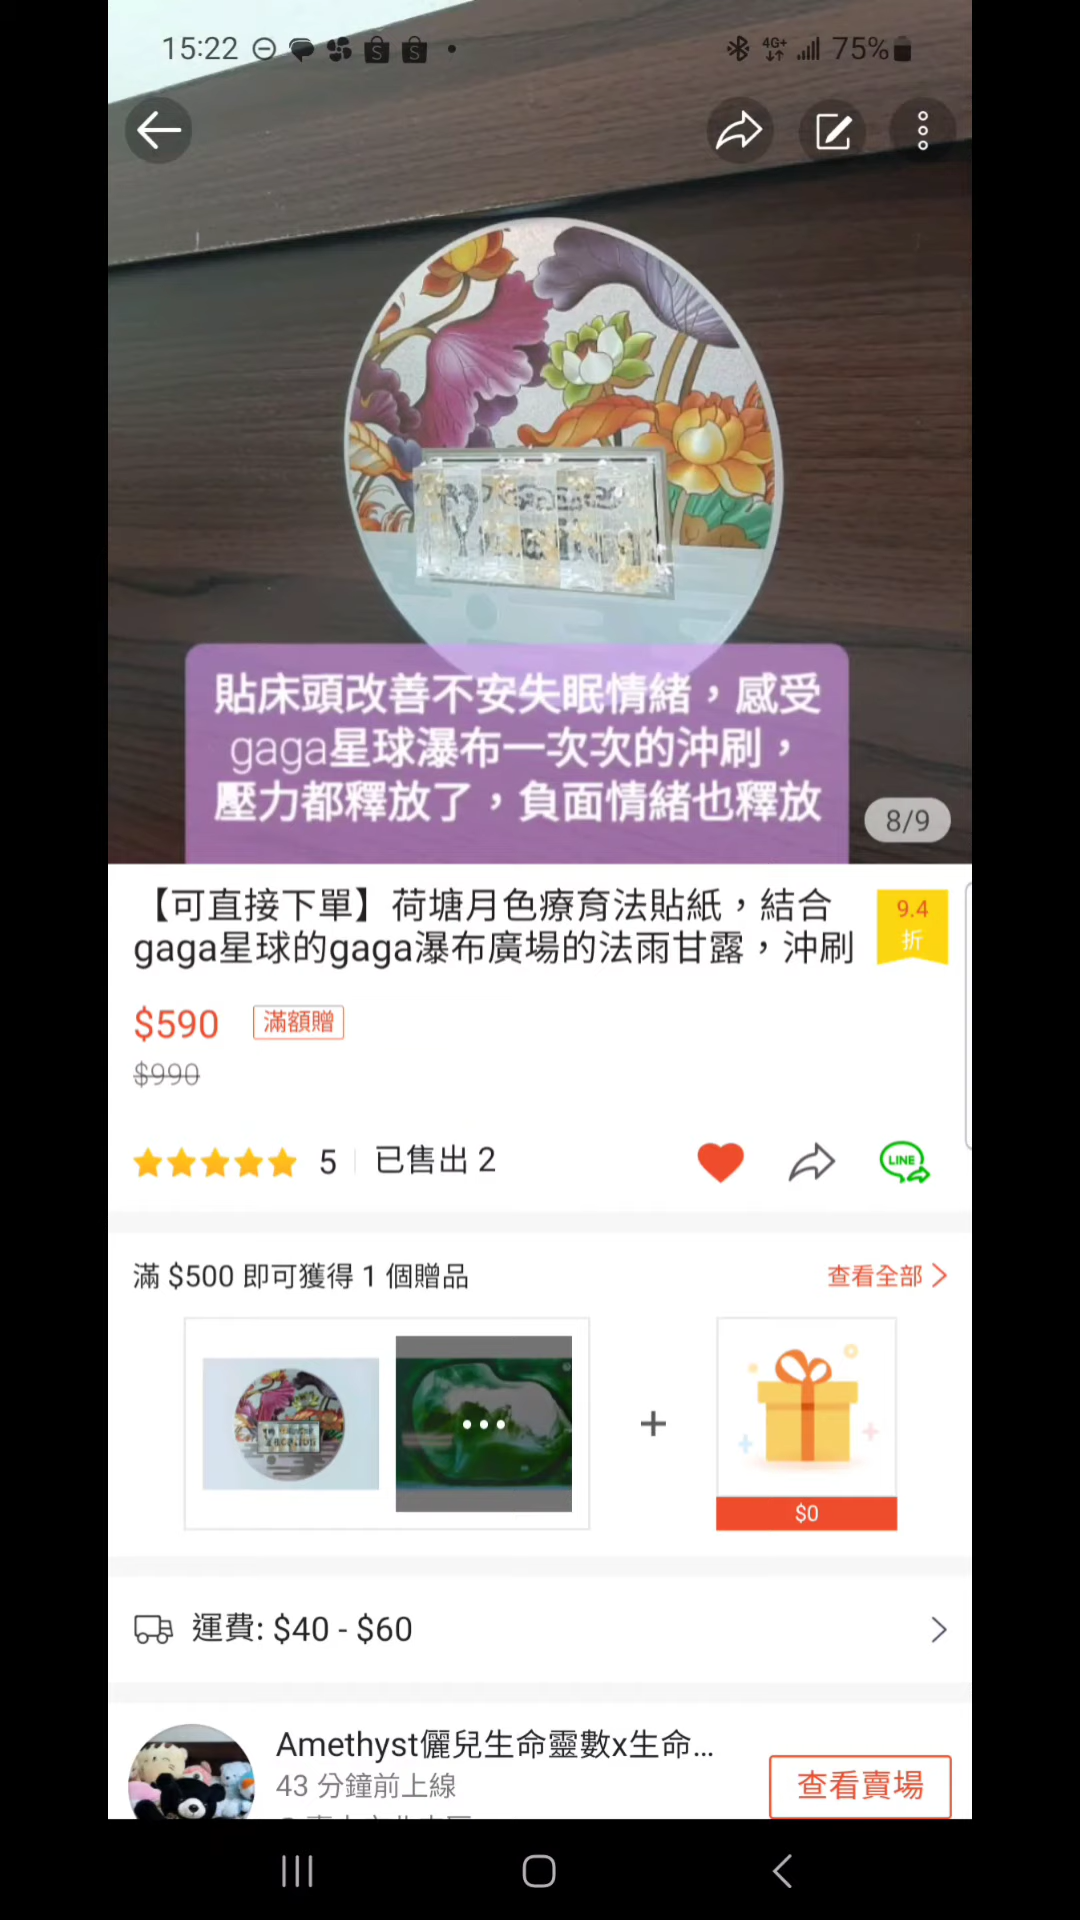 15:22
4G+
75%
貼床頭改善不安失眠情緒，感受
gaga星球瀑布一次次的沖刷，
壓力都釋放了，負面情緒也釋放
8/9
【可直接下單】荷塘月色療育法貼紙，結合
gaga星球的gaga瀑布廣場的法雨甘露，沖刷
9.4
折
$590
滿額贈
$990
5
已售出 2
LINE
滿 $500 即可獲得 1 個贈品
查看全部
+
$0
運費: $40 - $60
Amethyst儷兒生命靈數x生命...
43 分鐘前上線
查看賣場